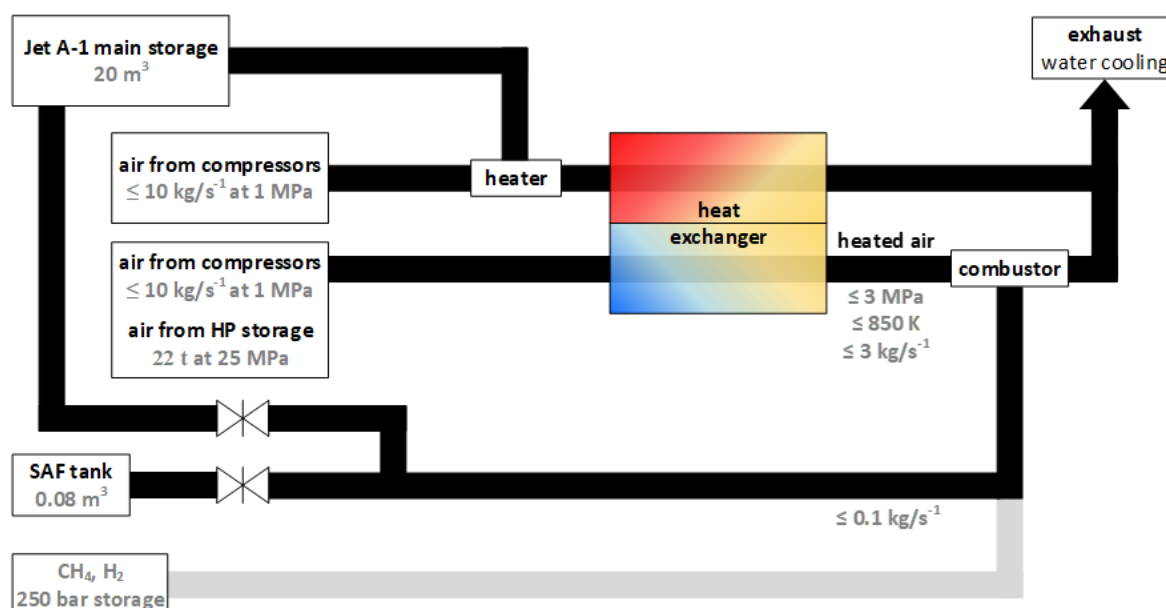 Jet A-1 main storage
20 m³
exhaust
water cooling
air from compressors
≤ 10 kg/s⁻¹ at 1 MPa
heater
heat
exchanger
air from compressors
≤ 10 kg/s⁻¹ at 1 MPa
air from HP storage
22 t at 25 MPa
heated air
combustor
≤ 3 MPa
≤ 850 K
≤ 3 kg/s⁻¹
SAF tank
0.08 m³
≤ 0.1 kg/s⁻¹
CH₄, H₂
250 bar storage